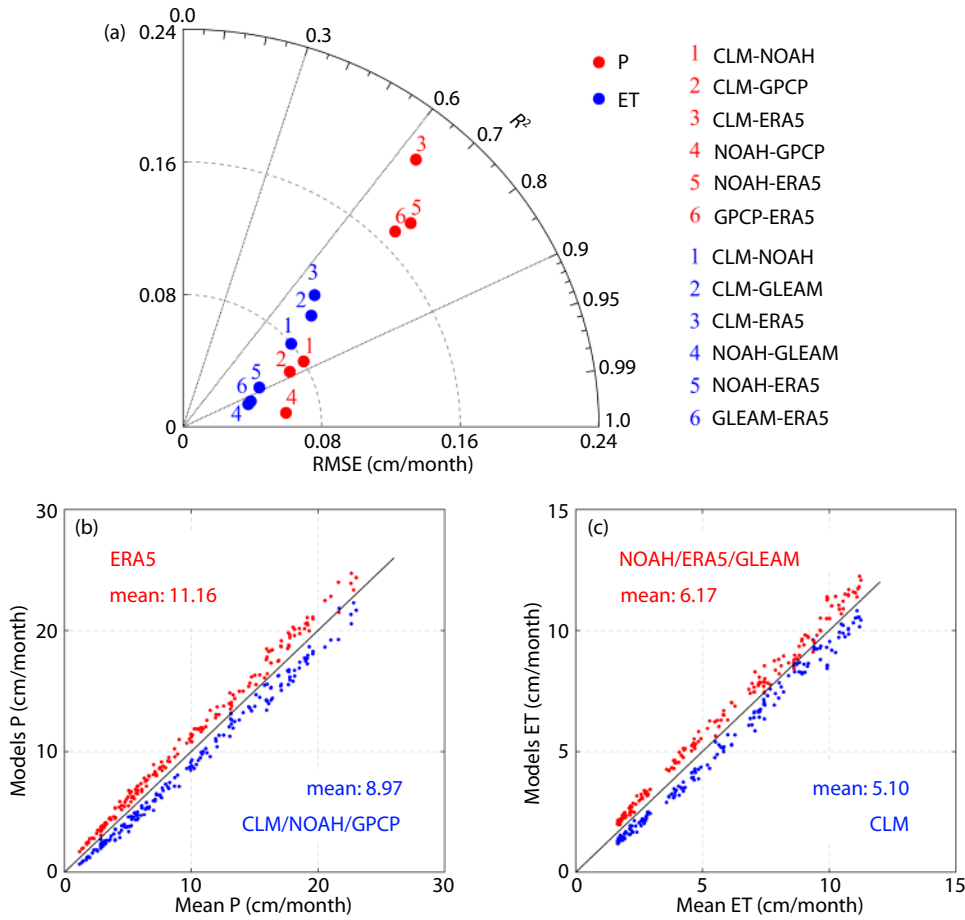 (a)
0.0
0.3
0.6
0.7
R²
0.8
0.9
0.95
0.99
1.0
0.24
0.16
0.08
0
0.08
0.16
0.24
RMSE (cm/month)
3
6 5
3
2
1
1
2
5
6
4
4
P
ET
1 CLM-NOAH
2 CLM-GPCP
3 CLM-ERA5
4 NOAH-GPCP
5 NOAH-ERA5
6 GPCP-ERA5
1 CLM-NOAH
2 CLM-GLEAM
3 CLM-ERA5
4 NOAH-GLEAM
5 NOAH-ERA5
6 GLEAM-ERA5
(b)
30
20
10
0
Models P (cm/month)
ERA5
mean: 11.16
mean: 8.97
CLM/NOAH/GPCP
0
10
20
30
Mean P (cm/month)
(c)
15
10
5
0
Models ET (cm/month)
NOAH/ERA5/GLEAM
mean: 6.17
mean: 5.10
CLM
0
5
10
15
Mean ET (cm/month)